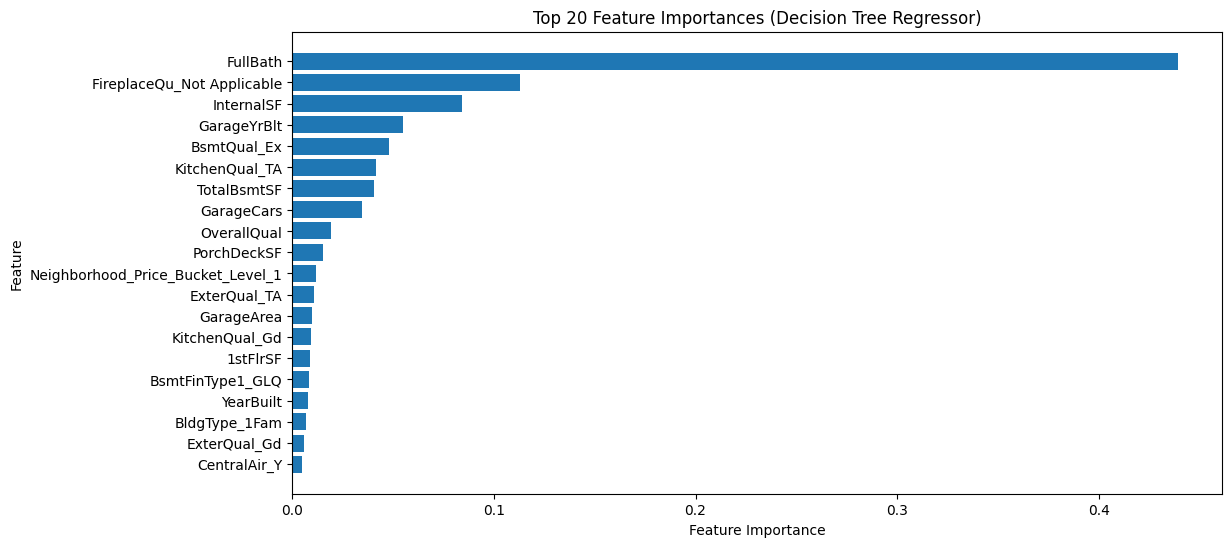 Top 20 Feature Importances (Decision Tree Regressor)
FullBath
FireplaceQu_Not Applicable
InternalSF
GarageYrBlt
BsmtQual_Ex
KitchenQual_TA
TotalBsmtSF
GarageCars
OverallQual
PorchDeckSF
Neighborhood_Price_Bucket_Level_1
ExterQual_TA
GarageArea
KitchenQual_Gd
1stFlrSF
BsmtFinType1_GLQ
YearBuilt
BldgType_1Fam
ExterQual_Gd
CentralAir_Y
Feature
0.0 0.1 0.2 0.3 0.4
Feature Importance